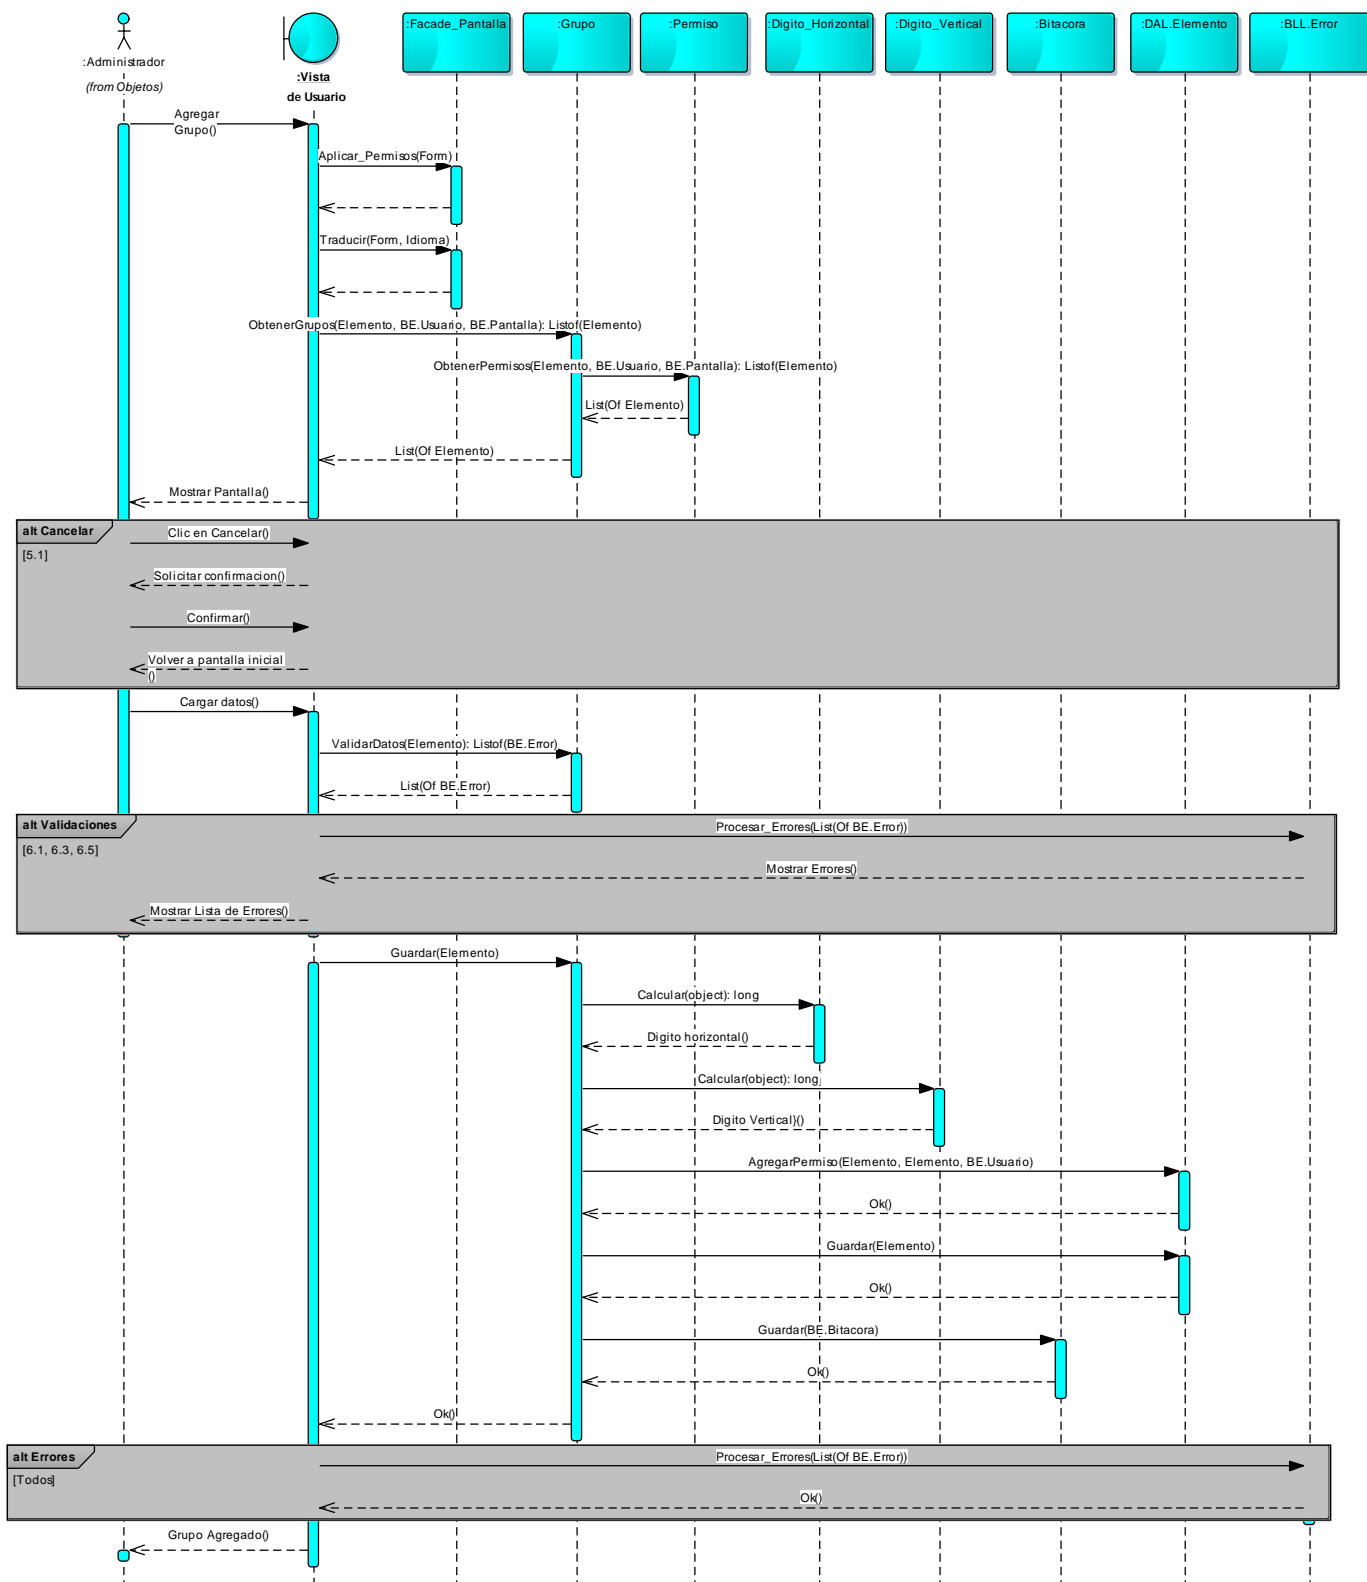 :Administrador
(from Objetos)
:Vista
de Usuario
:Facade_Pantalla
:Grupo
:Permiso
:Digito_Horizontal
:Digito_Vertical
:Bitacora
:DAL.Elemento
:BLL.Error
Agregar
Grupo()
Aplicar_Permisos(Form)
Traducir(Form, Idioma)
ObtenerGrupos(Elemento, BE.Usuario, BE.Pantalla): Listof(Elemento)
ObtenerPermisos(Elemento, BE.Usuario, BE.Pantalla): Listof(Elemento)
List(Of Elemento)
List(Of Elemento)
Mostrar Pantalla()
alt Cancelar
[5.1]
Clic en Cancelar()
Solicitar confirmacion()
Confirmar()
Volver a pantalla inicial
()
Cargar datos()
ValidarDatos(Elemento): Listof(BE.Error)
List(Of BE.Error)
alt Validaciones
[6.1, 6.3, 6.5]
Procesar_Errores(List(Of BE.Error))
Mostrar Errores()
Mostrar Lista de Errores()
Guardar(Elemento)
Calcular(object): long
Digito horizontal()
Calcular(object): long
Digito Vertical}()
AgregarPermiso(Elemento, Elemento, BE.Usuario)
Ok()
Guardar(Elemento)
Ok()
Guardar(BE.Bitacora)
Ok()
Ok()
alt Errores
[Todos]
Procesar_Errores(List(Of BE.Error))
Ok()
Grupo Agregado()